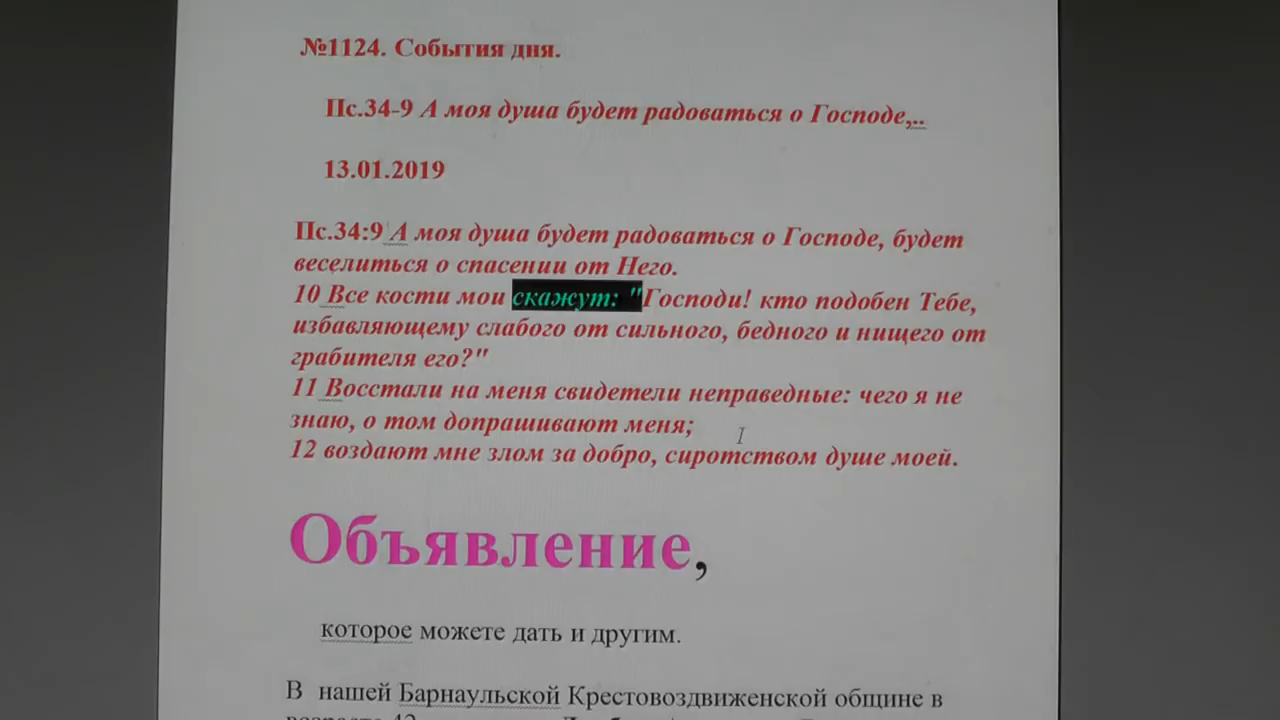 №1124. События дня.
Пс.34-9 А моя душа будет радоваться о Господе,..
13.01.2019
Пс.34:9 А моя душа будет радоваться о Господе, будет
веселиться о спасении от Него.
10 Все кости мои скажут: "Господи! кто подобен Тебе,
избавляющему слабого от сильного, бедного и нищего от
грабителя его?"
11 Восстали на меня свидетели неправедные: чего я не
знаю, о том допрашивают меня;
12 воздают мне злом за добро, сиротством душе моей.
Объявление,
которое можете дать и другим.
В нашей Барнаульской Крестовоздвиженской общине в